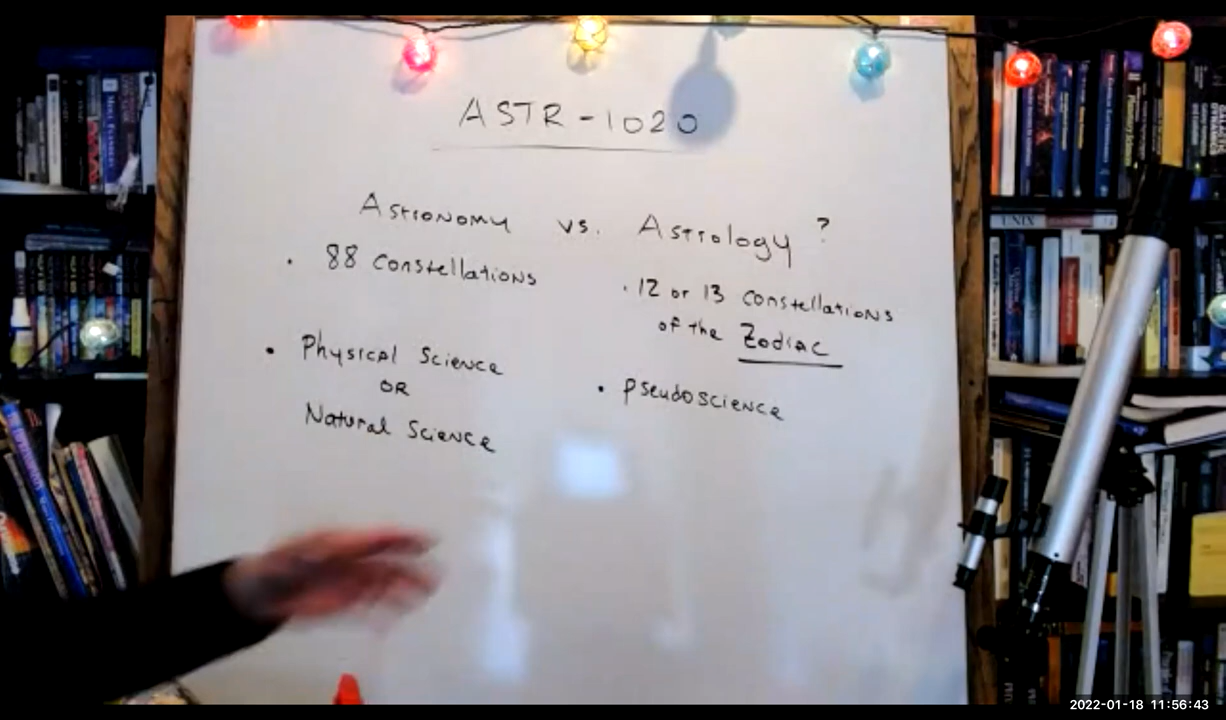 ASTR-1020
Astronomy vs. Astrology?
• 88 Constellations
• 12 or 13 Constellations
of the Zodiac
• Physical Science
OR
Natural Science
• Pseudoscience
UNIX
2022-01-18 11:56:43